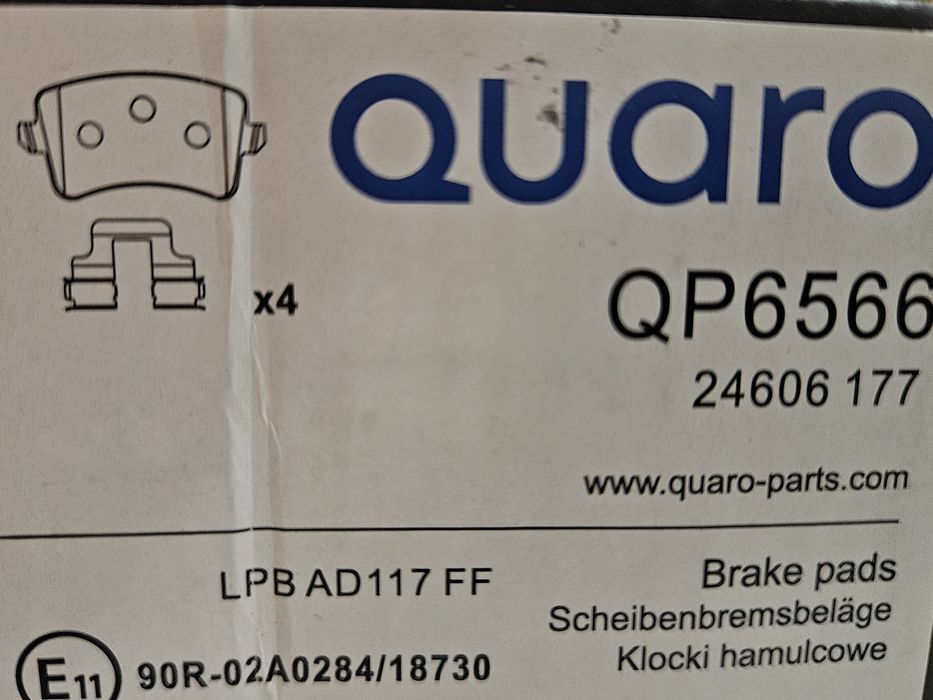 QUARO
x4
QP6566
24606 177
www.quaro-parts.com
LPB AD117 FF
Brake pads
Scheibenbremsbeläge
Klocki hamulcowe
E11
90R-02A0284/18730